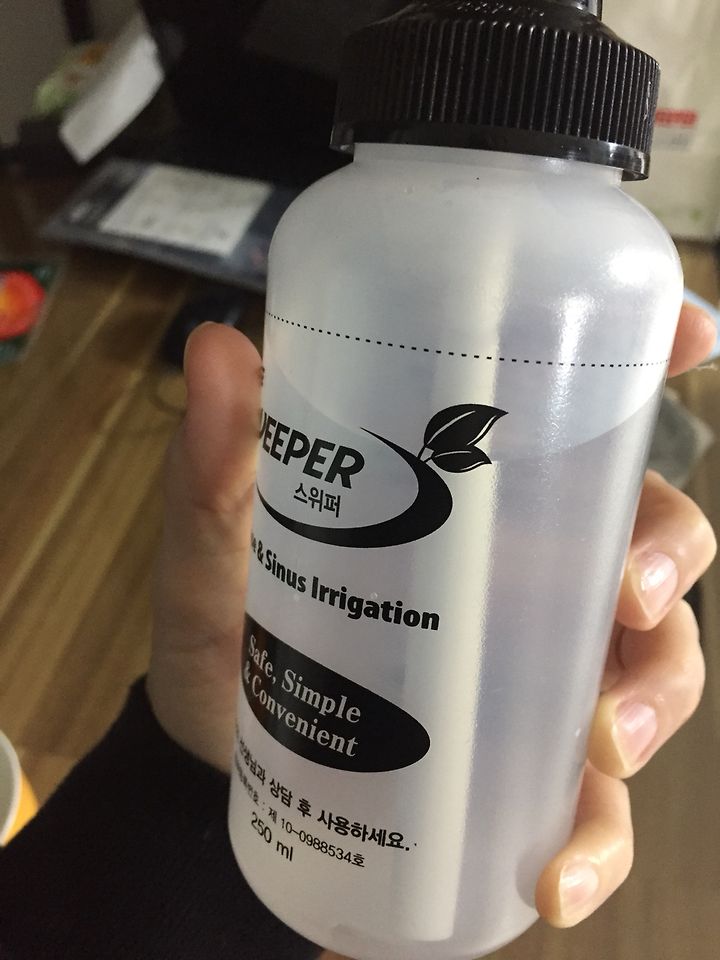 스위퍼
& Sinus Irrigation
Safe, Simple
& Convenient
상담 후 사용하세요.
제 10-0988534호
250 ml